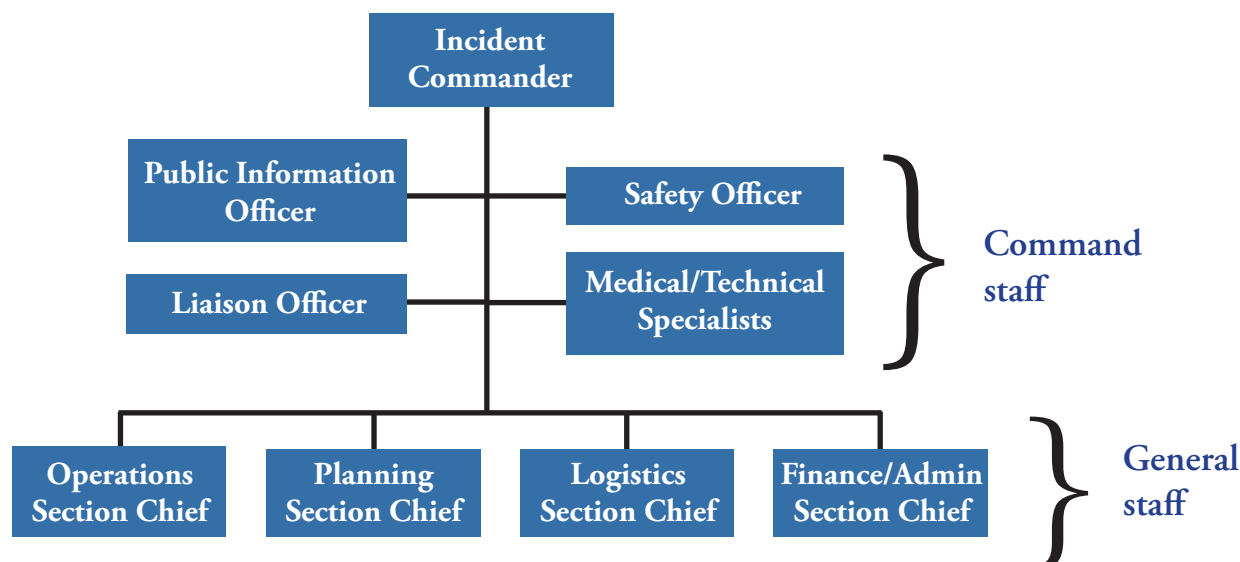 Incident
Commander
Public Information
Officer
Safety Officer
Liaison Officer
Medical/Technical
Specialists
Command
staff
Operations
Section Chief
Planning
Section Chief
Logistics
Section Chief
Finance/Admin
Section Chief
General
staff